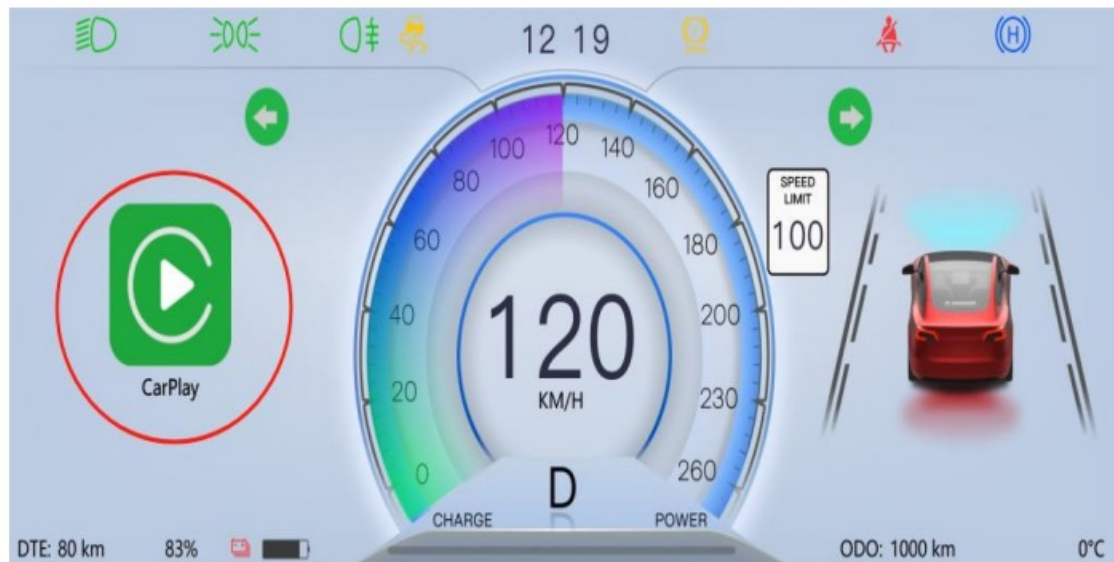 12 19
H
100
120
140
80
160
60
180
40
200
20
230
0
260
SPEED
LIMIT
100
120
KM/H
CarPlay
D
CHARGE
POWER
DTE: 80 km
83%
ODO: 1000 km
0°C